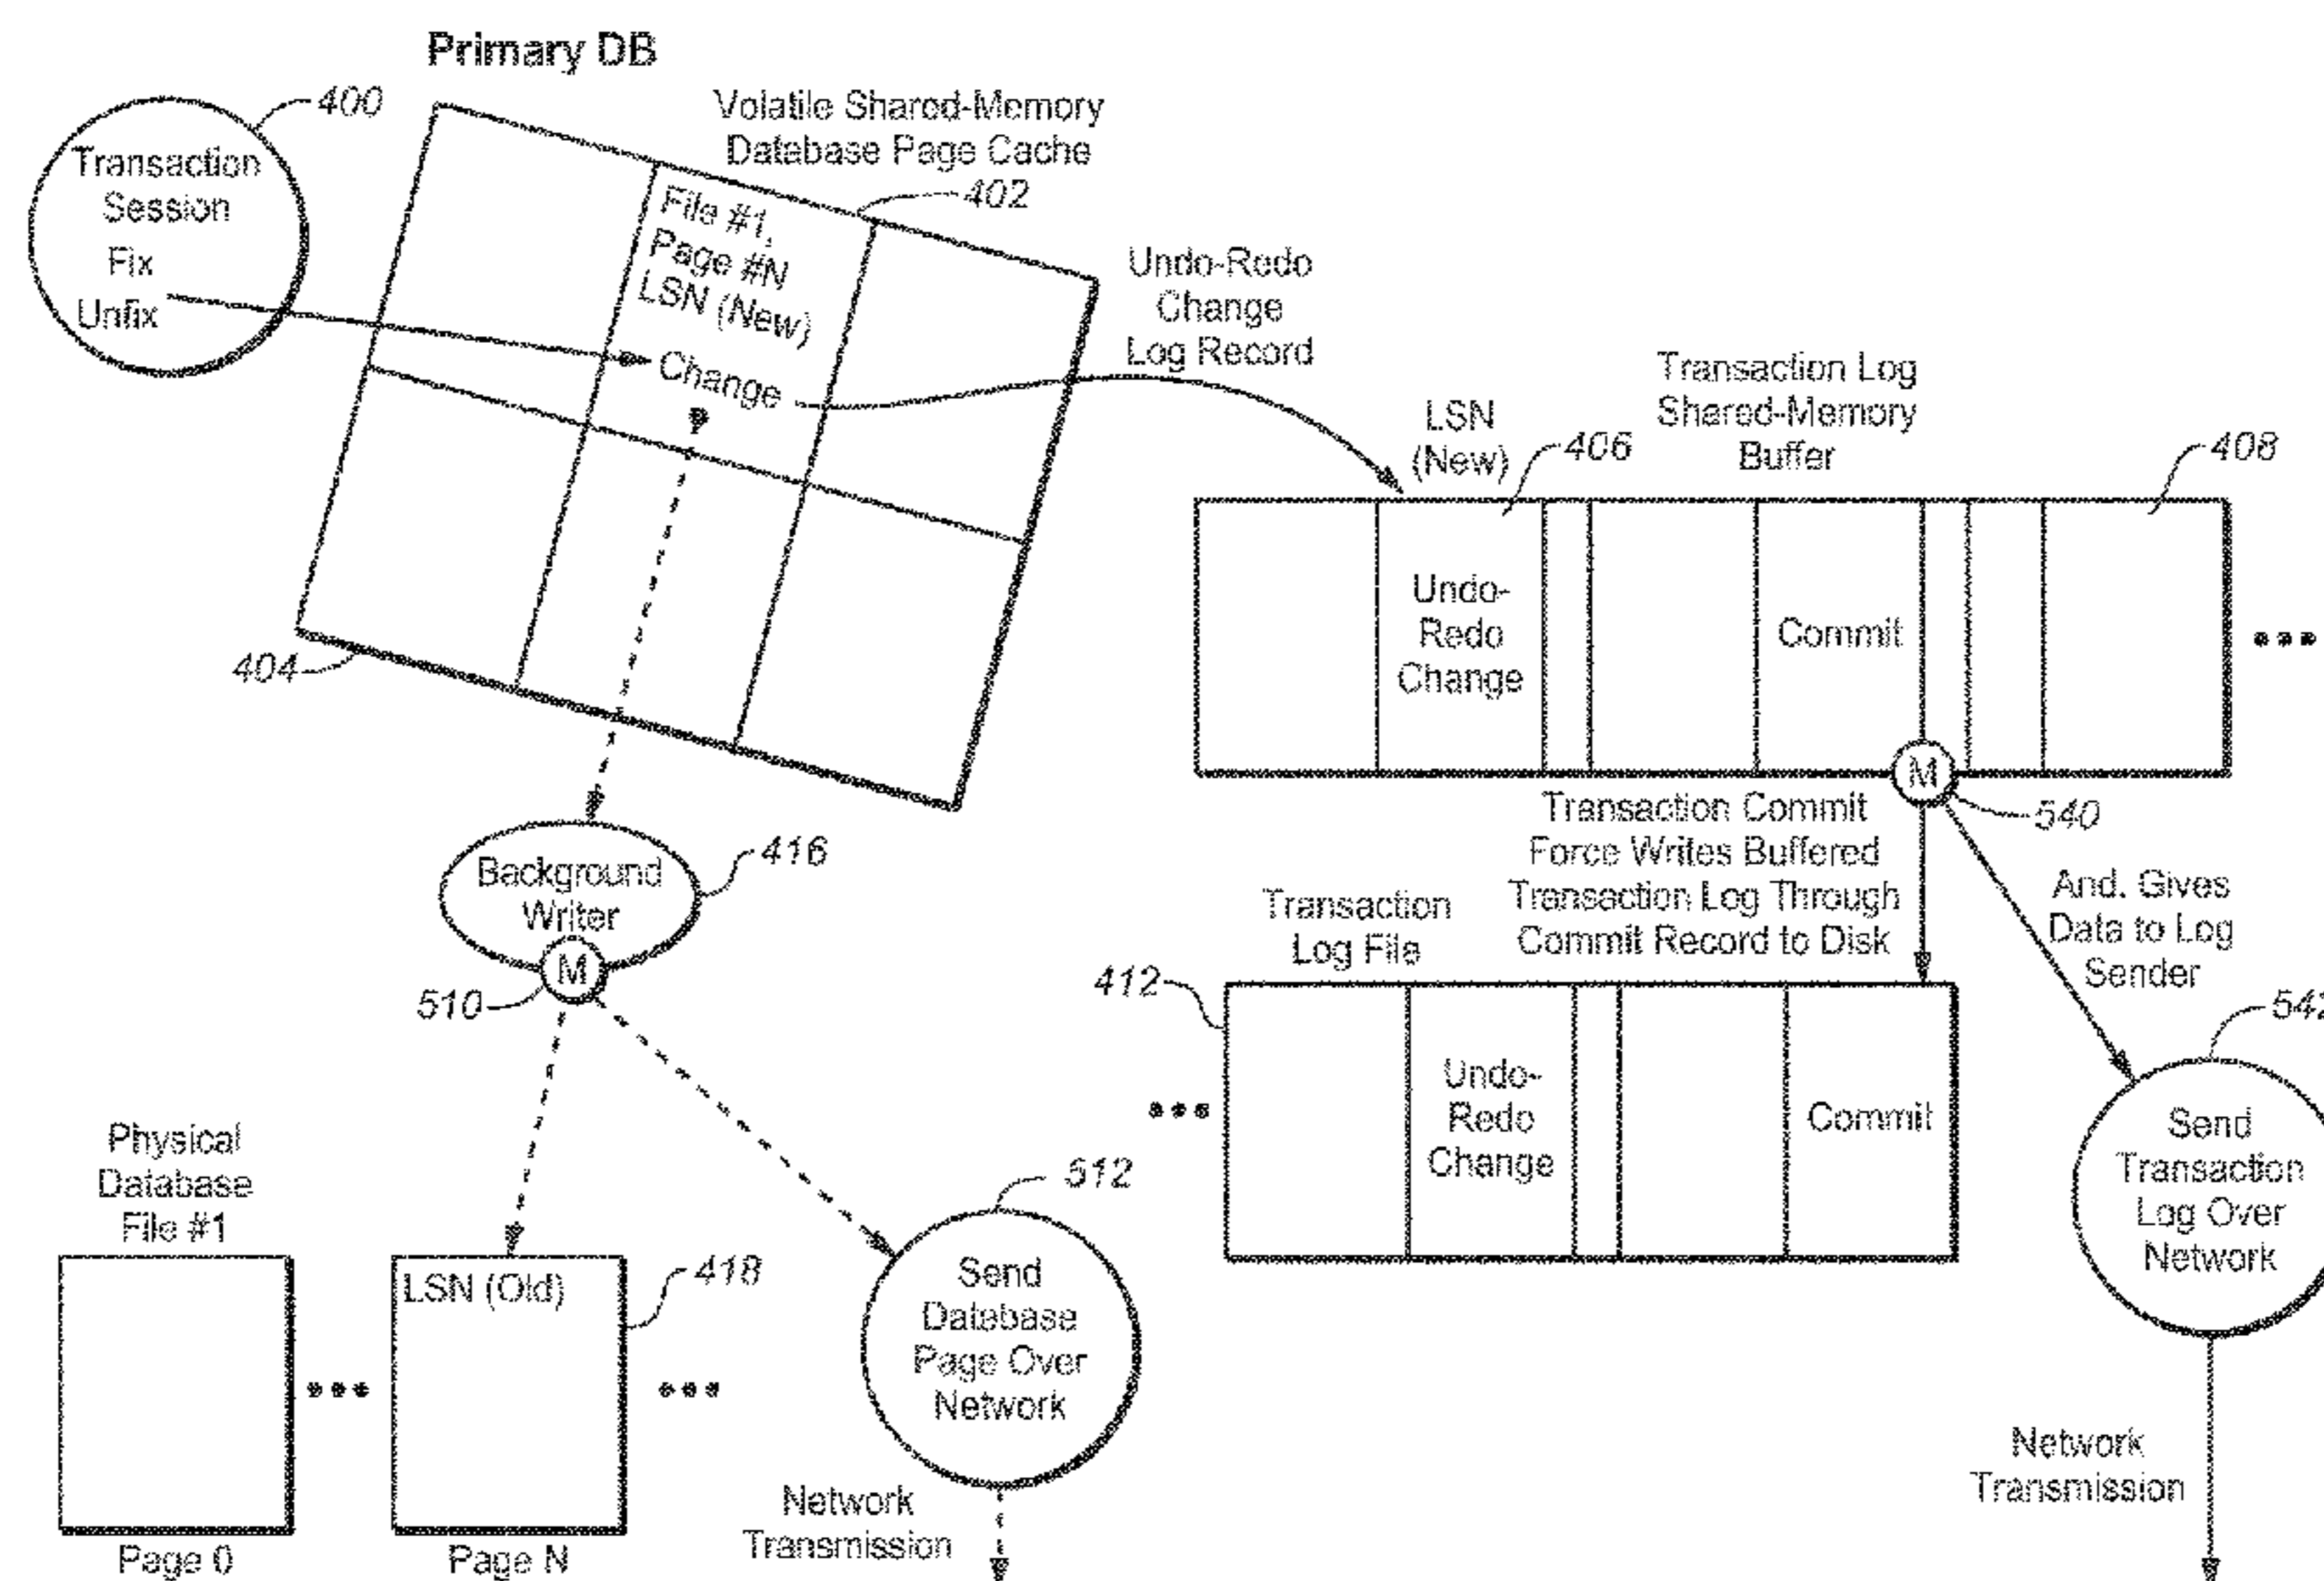 Primary DB
400
Transaction
Session
Fix
Unfix
Volatile Shared-Memory
Database Page Cache
402
File #1,
Page #N
LSN (New)
Change
404
Undo-Redo
Change
Log Record
LSN
(New)
406
Transaction Log
Shared-Memory
Buffer
408
Undo-
Redo
Change
Commit
•••
M
540
Transaction Commit
Force Writes Buffered
Transaction Log Through
Commit Record to Disk
And. Gives
Data to Log
Sender
Background
Writer
416
M
510
Transaction
Log File
412
•••
Undo-
Redo
Change
Commit
542
Send
Transaction
Log Over
Network
Physical
Database
File #1
•••
LSN (Old)
418
•••
512
Send
Datebase
Page Over
Network
Network
Transmission
Network
Transmission
Page 0
Page N